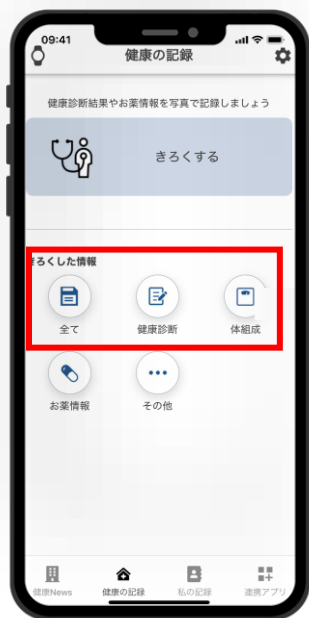 09:41
健康の記録
健康診断結果やお薬情報を写真で記録しましょう
きろくする
きろくした情報
全て
健康診断
体組成
お薬情報
その他
健康News
健康の記録
私の記録
連携アプリ